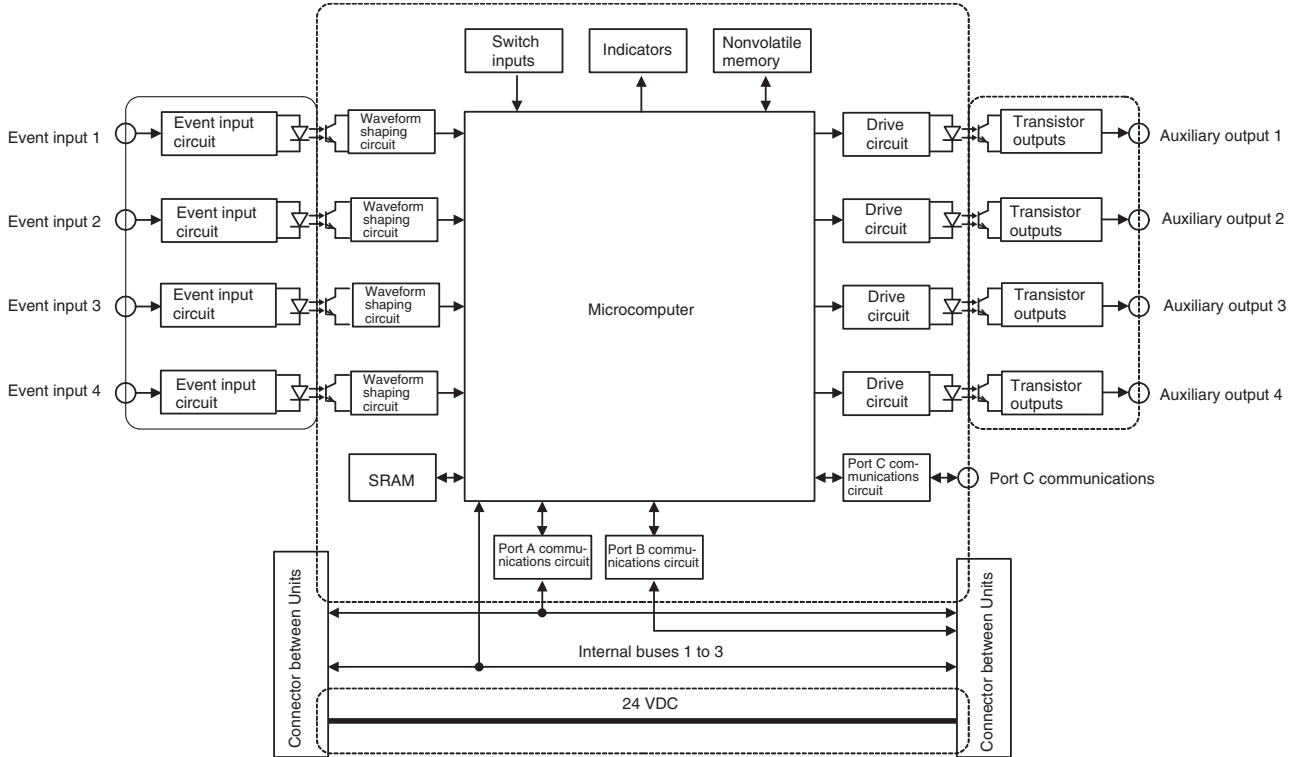 Switch
inputs
Indicators
Nonvolatile
memory
Event input 1
Event input
circuit
Waveform
shaping
circuit
Drive
circuit
Transistor
outputs
Auxiliary output 1
Event input 2
Event input
circuit
Waveform
shaping
circuit
Drive
circuit
Transistor
outputs
Auxiliary output 2
Event input 3
Event input
circuit
Waveform
shaping
circuit
Microcomputer
Drive
circuit
Transistor
outputs
Auxiliary output 3
Event input 4
Event input
circuit
Waveform
shaping
circuit
Drive
circuit
Transistor
outputs
Auxiliary output 4
SRAM
Port C com-
munications
circuit
Port C communications
Port A commu-
nications circuit
Port B commu-
nications circuit
Connector between Units
Internal buses 1 to 3
24 VDC
Connector between Units